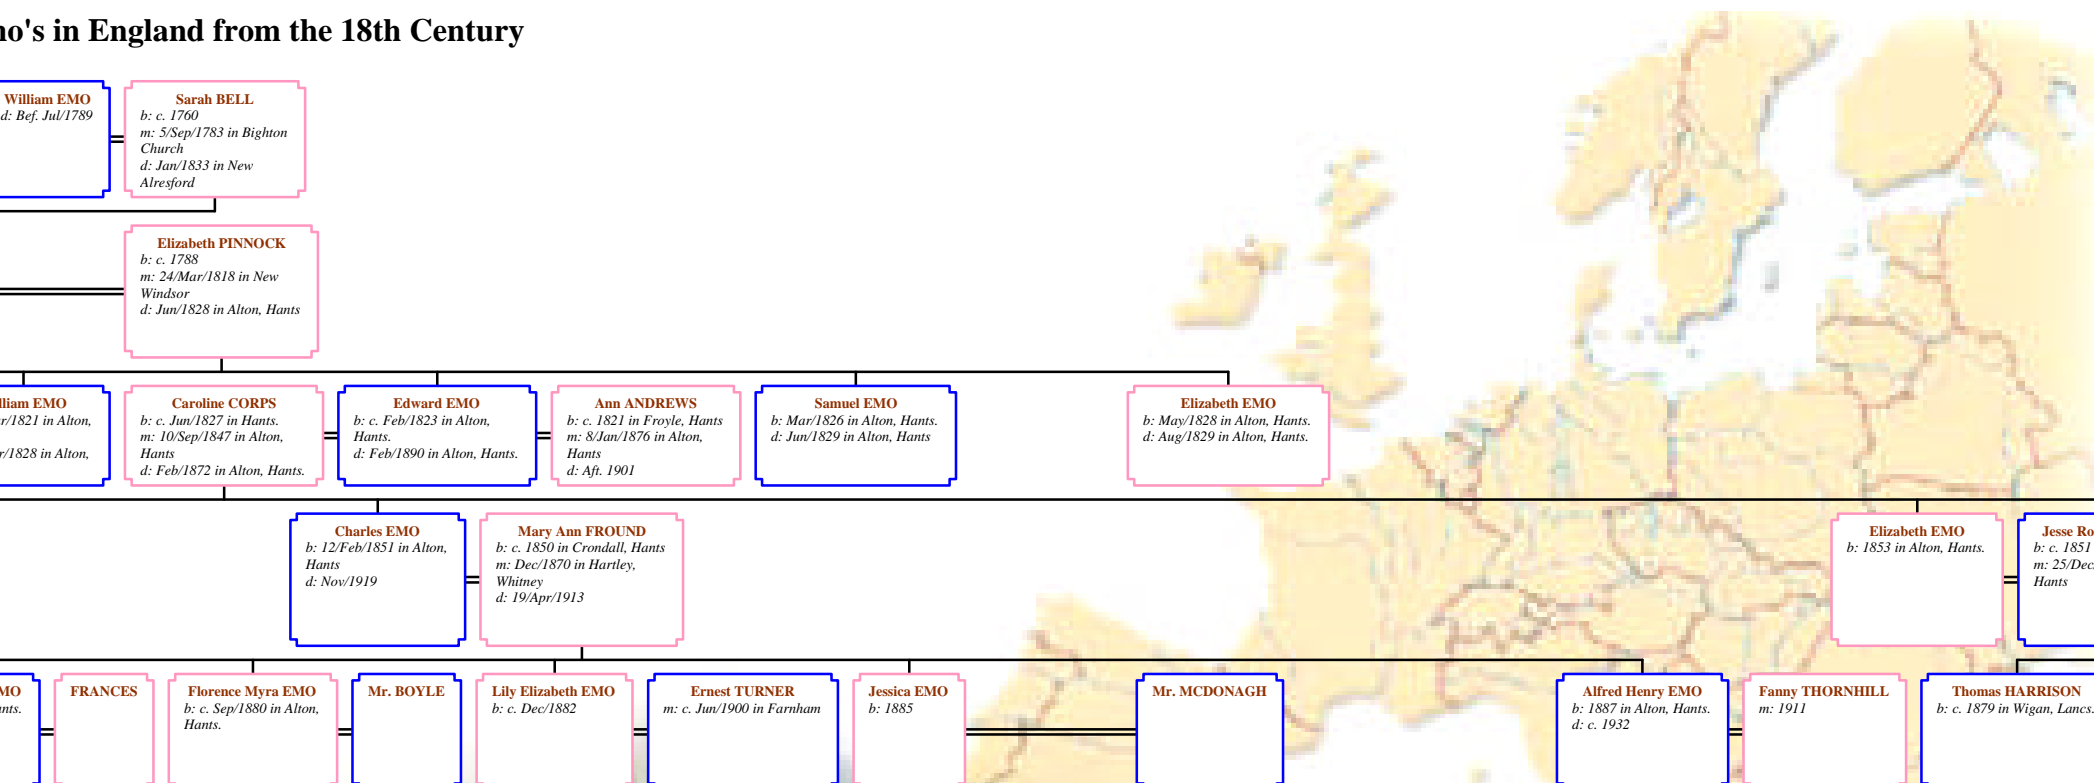 no's in England from the 18th Century
William EMO
d: Bef. Jul/1789
Sarah BELL
b: c. 1760
m: 5/Sep/1783 in Bighton
Church
d: Jan/1833 in New
Alresford
Elizabeth PINNOCK
b: c. 1788
m: 24/Mar/1818 in New
Windsor
d: Jun/1828 in Alton, Hants
lliam EMO
r/1821 in Alton,
r/1828 in Alton,
Caroline CORPS
b: c. Jun/1827 in Hants.
m: 10/Sep/1847 in Alton,
Hants
d: Feb/1872 in Alton, Hants.
Edward EMO
b: c. Feb/1823 in Alton,
Hants.
d: Feb/1890 in Alton, Hants.
Ann ANDREWS
b: c. 1821 in Froyle, Hants
m: 8/Jan/1876 in Alton,
Hants
d: Aft. 1901
Samuel EMO
b: Mar/1826 in Alton, Hants.
d: Jun/1829 in Alton, Hants
Elizabeth EMO
b: May/1828 in Alton, Hants.
d: Aug/1829 in Alton, Hants.
Charles EMO
b: 12/Feb/1851 in Alton,
Hants
d: Nov/1919
Mary Ann FROUND
b: c. 1850 in Crondall, Hants
m: Dec/1870 in Hartley,
Whitney
d: 19/Apr/1913
Elizabeth EMO
b: 1853 in Alton, Hants.
Jesse Ro
b: c. 1851
m: 25/Dec
Hants
MO
nts.
FRANCES
Florence Myra EMO
b: c. Sep/1880 in Alton,
Hants.
Mr. BOYLE
Lily Elizabeth EMO
b: c. Dec/1882
Ernest TURNER
m: c. Jun/1900 in Farnham
Jessica EMO
b: 1885
Mr. MCDONAGH
Alfred Henry EMO
b: 1887 in Alton, Hants.
d: c. 1932
Fanny THORNHILL
m: 1911
Thomas HARRISON
b: c. 1879 in Wigan, Lancs.